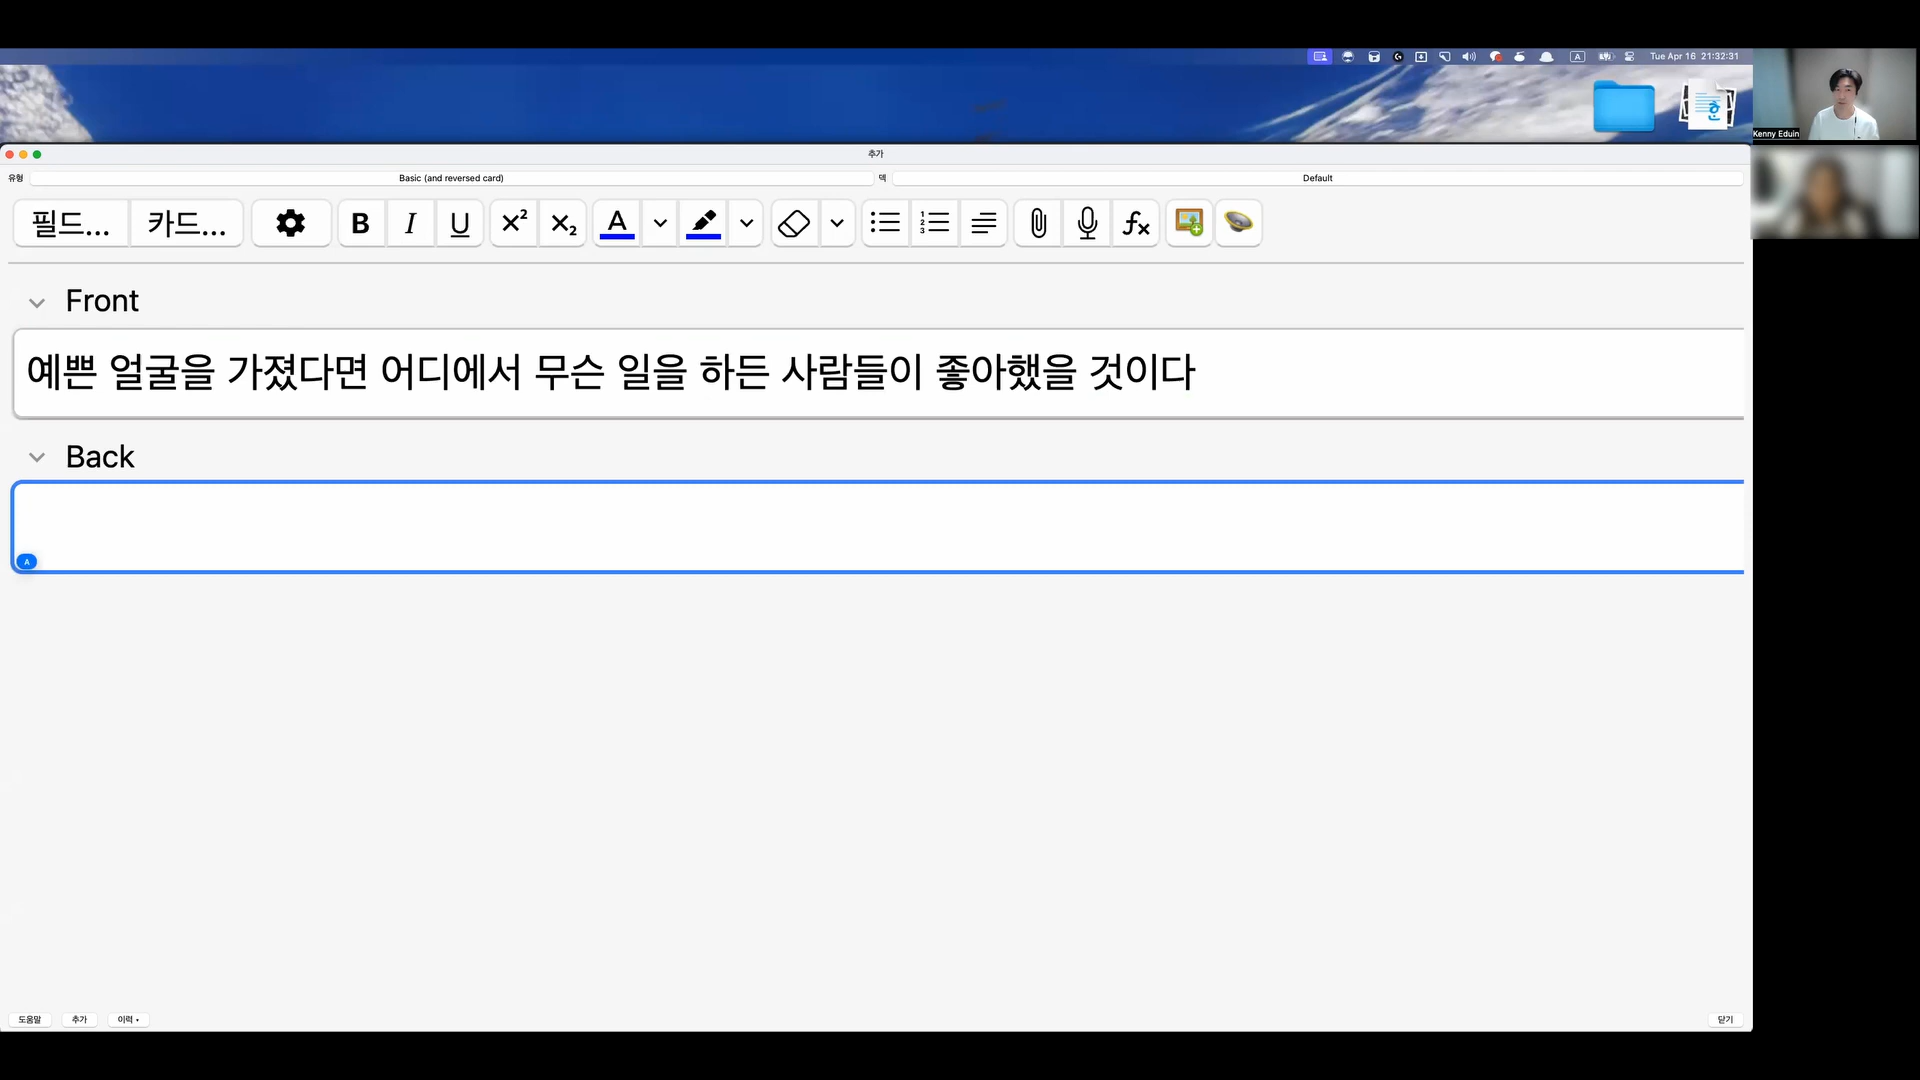 Tue Apr 16 21:32:31
Kenny Eduin
추가
유형 Basic (and reversed card) 덱 Default
필드... 카드... B I U x² x₂ A fx
Front
예쁜 얼굴을 가졌다면 어디에서 무슨 일을 하든 사람들이 좋아했을 것이다
Back
A
도움말 추가 이력 닫기